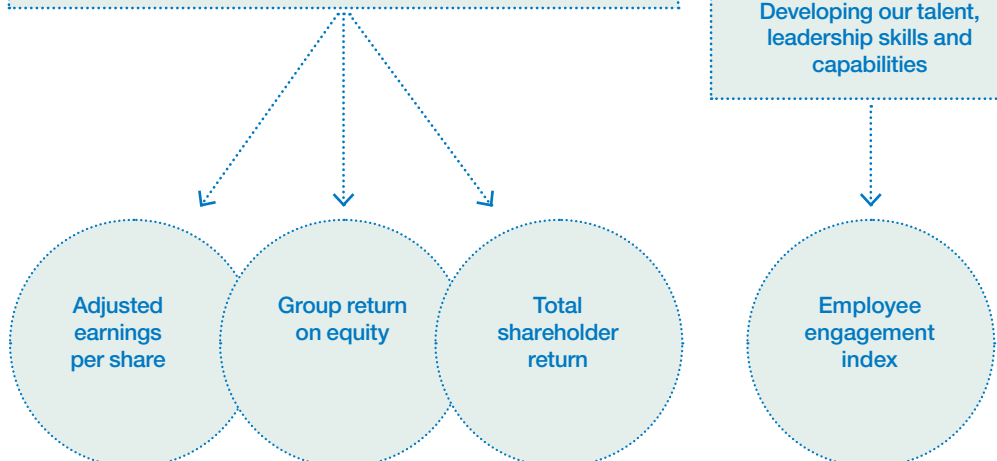 Developing our talent,
leadership skills and
capabilities
Adjusted
earnings
per share
Group return
on equity
Total
shareholder
return
Employee
engagement
index